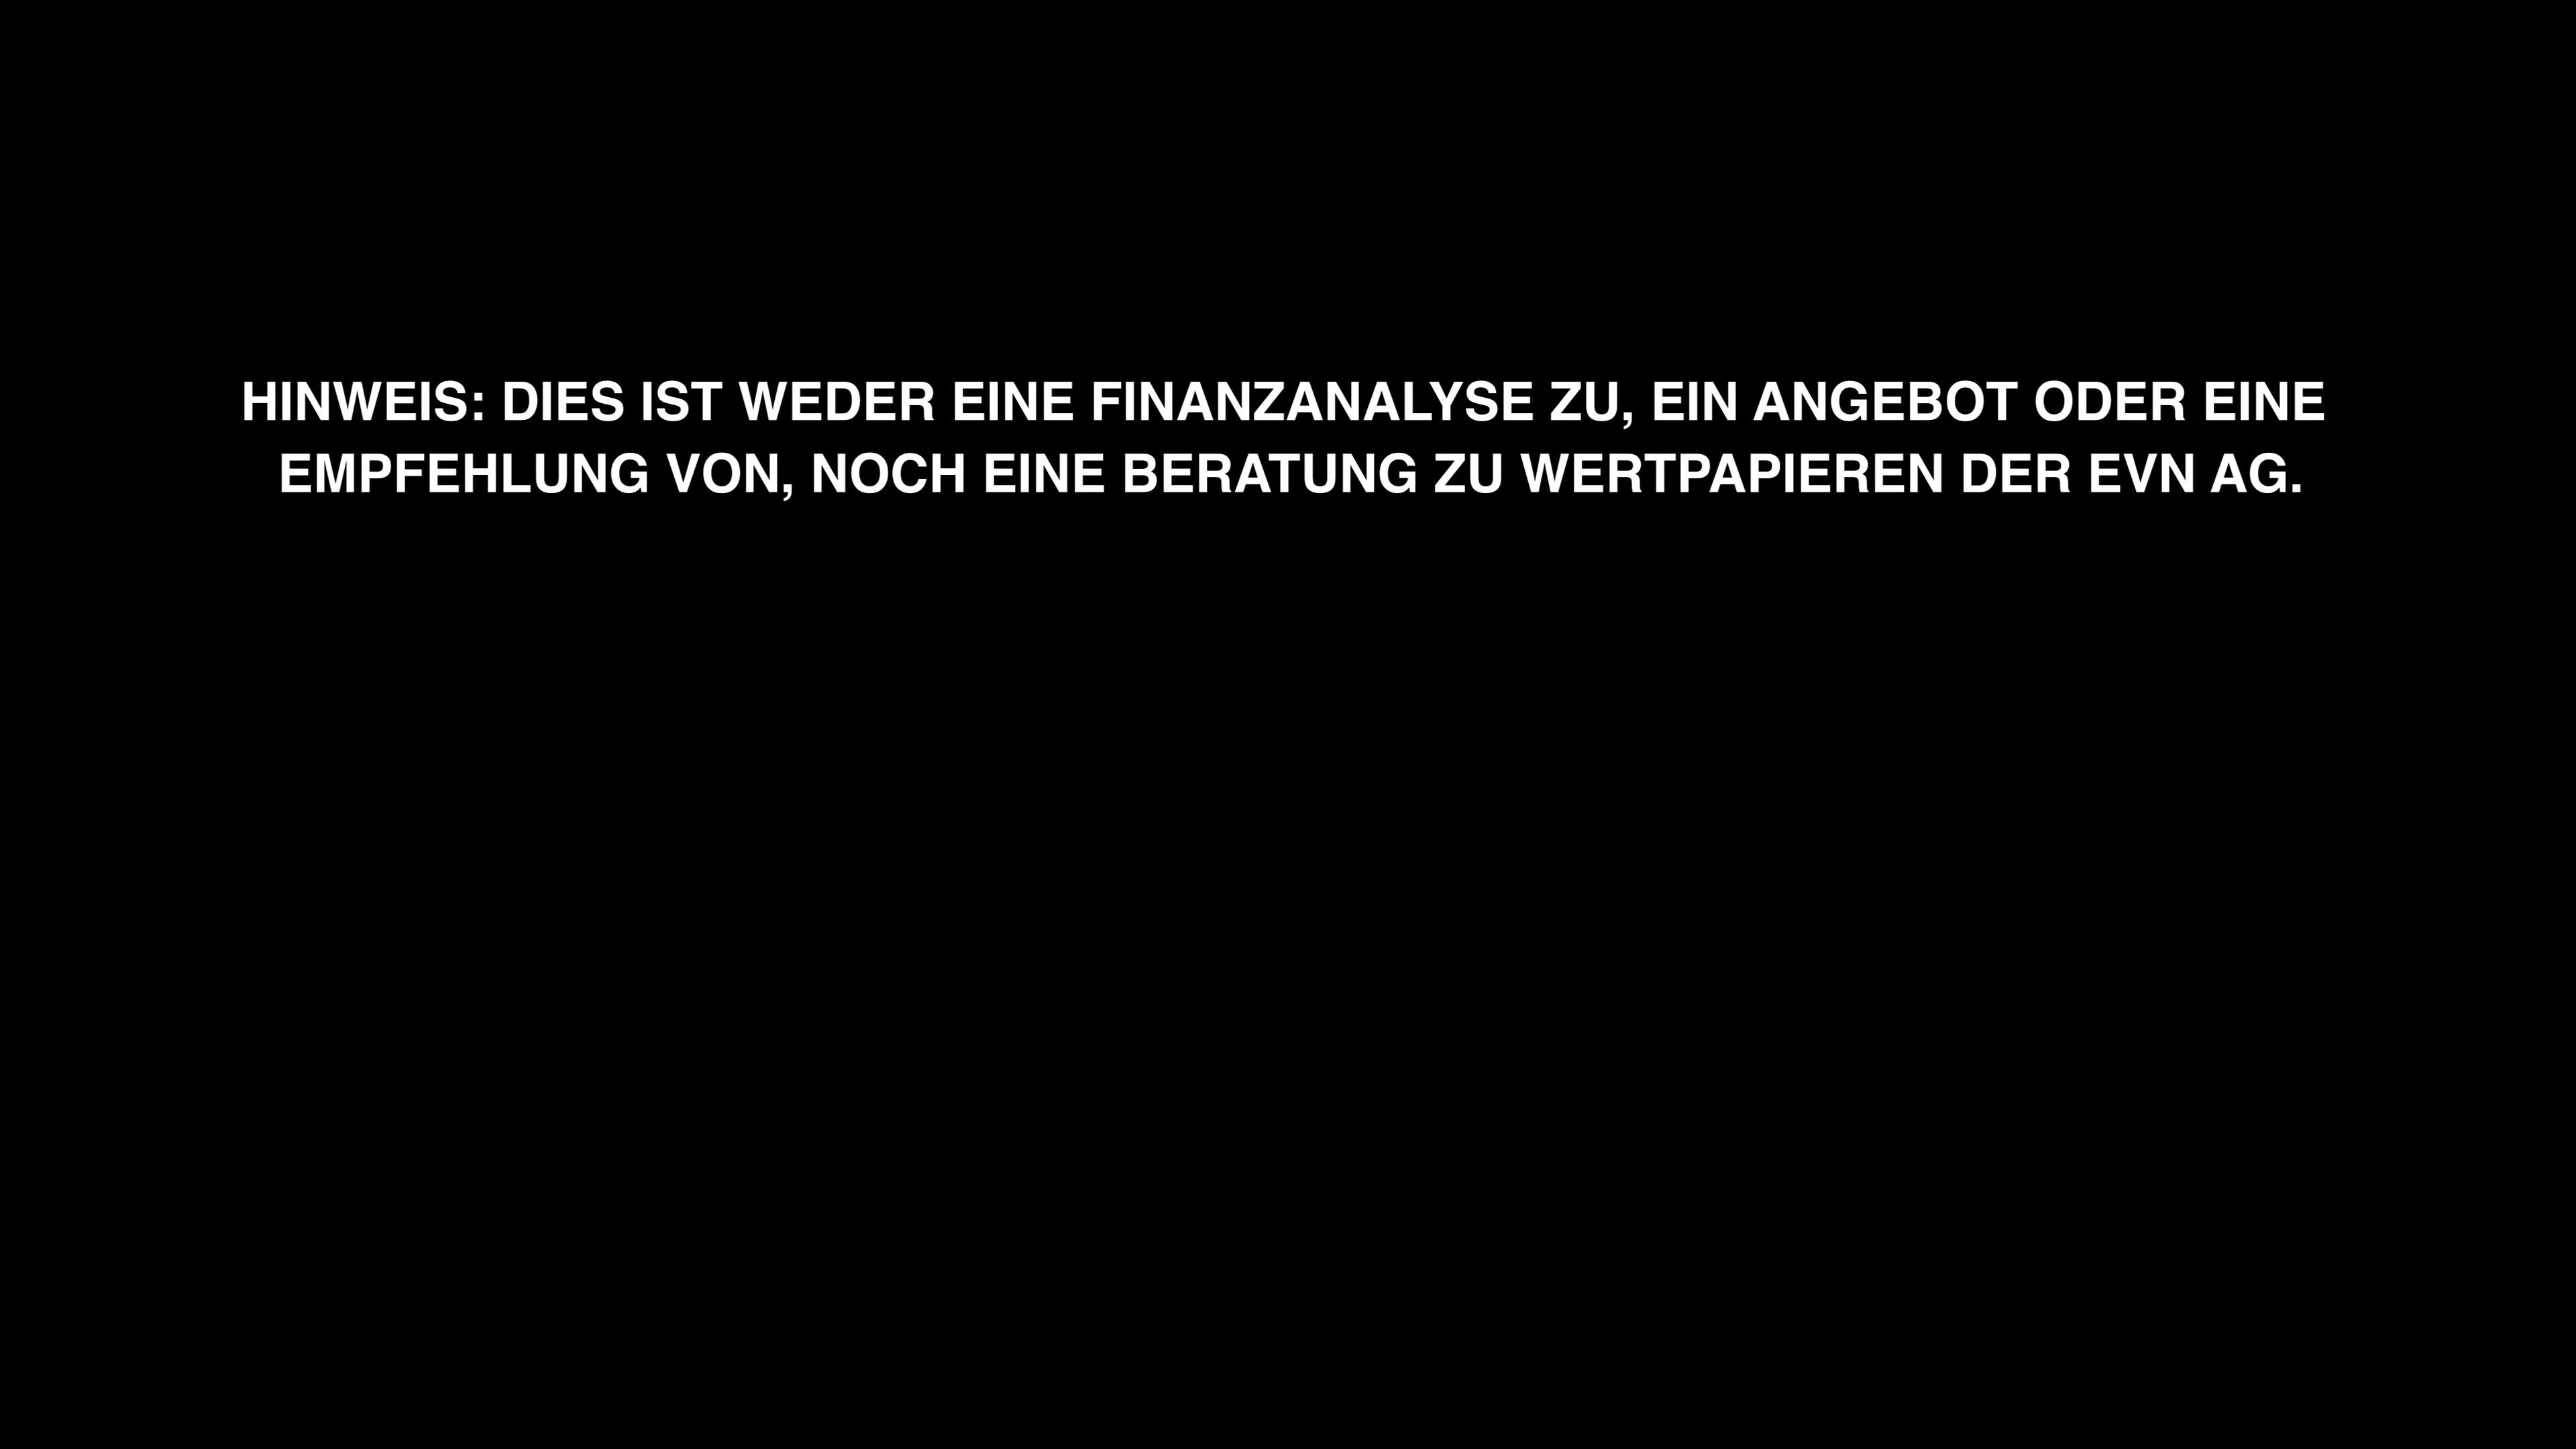 HINWEIS: DIES IST WEDER EINE FINANZANALYSE ZU, EIN ANGEBOT ODER EINE
EMPFEHLUNG VON, NOCH EINE BERATUNG ZU WERTPAPIEREN DER EVN AG.